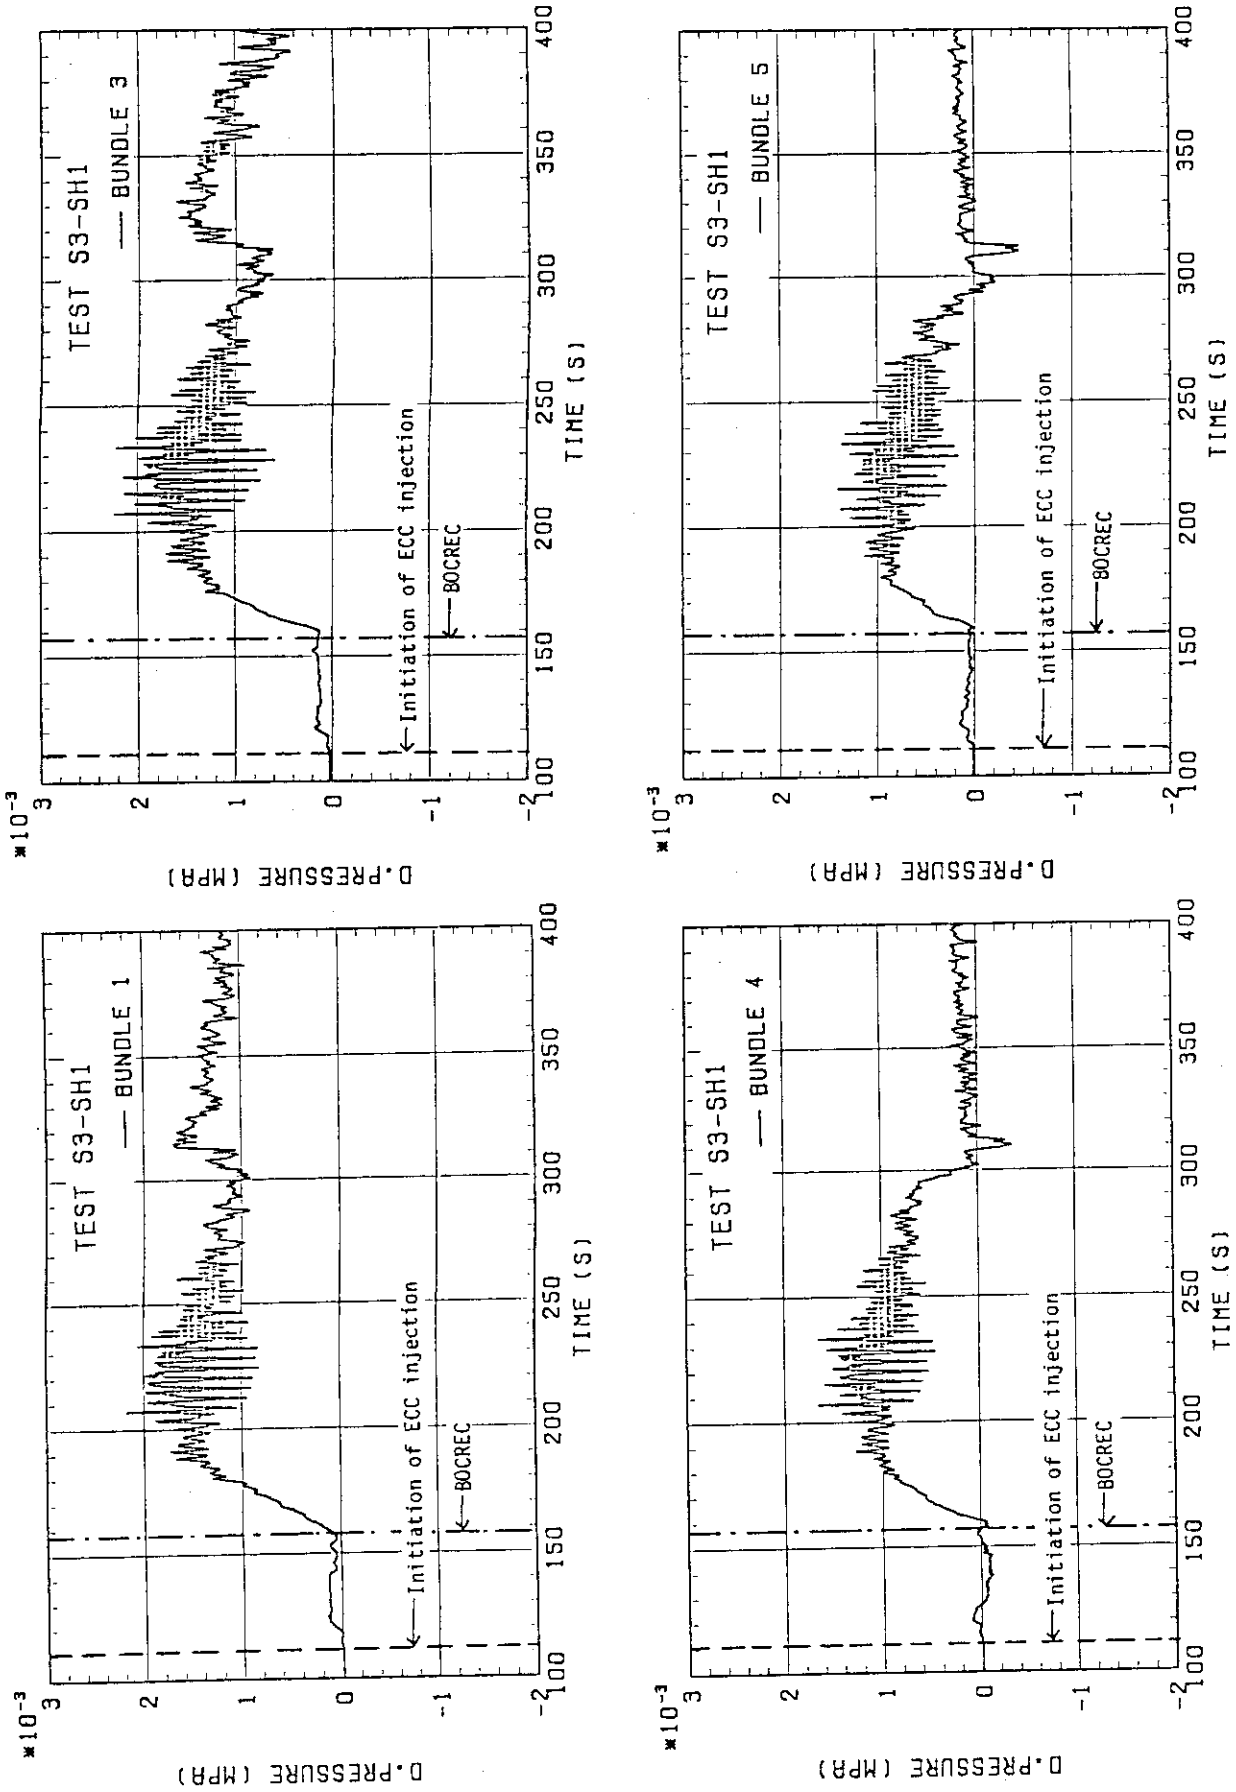 *10⁻³
3
2
1
0
-1
-2
D.PRESSURE (MPA)
100
150
200
250
300
350
400
TIME (S)
TEST S3-SH1
BUNDLE 1
Initiation of ECC injection
BOCREC
*10⁻³
3
2
1
0
-1
-2
D.PRESSURE (MPA)
100
150
200
250
300
350
400
TIME (S)
TEST S3-SH1
BUNDLE 3
Initiation of ECC injection
BOCREC
*10⁻³
3
2
1
0
-1
-2
D.PRESSURE (MPA)
100
150
200
250
300
350
400
TIME (S)
TEST S3-SH1
BUNDLE 4
Initiation of ECC injection
BOCREC
*10⁻³
3
2
1
0
-1
-2
D.PRESSURE (MPA)
100
150
200
250
300
350
400
TIME (S)
TEST S3-SH1
BUNDLE 5
Initiation of ECC injection
BOCREC